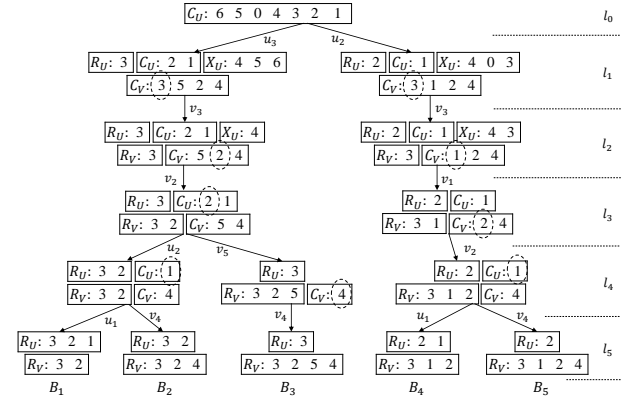 C_U: 6 5 0 4 3 2 1
l_0
u_3 u_2
R_U: 3 C_U: 2 1 X_U: 4 5 6 R_U: 2 C_U: 1 X_U: 4 0 3
l_1
C_V: 3 5 2 4 C_V: 3 1 2 4
v_3 v_3
R_U: 3 C_U: 2 1 X_U: 4 R_U: 2 C_U: 1 X_U: 4 3
l_2
R_V: 3 C_V: 5 2 4 R_V: 3 C_V: 1 2 4
v_2 v_1
R_U: 3 C_U: 2 1 R_U: 2 C_U: 1
l_3
R_V: 3 2 C_V: 5 4 R_V: 3 1 C_V: 2 4
u_2 v_5 v_2
R_U: 3 2 C_U: 1 R_U: 3 R_U: 2 C_U: 1
l_4
R_V: 3 2 C_V: 4 R_V: 3 2 5 C_V: 4 R_V: 3 1 2 C_V: 4
u_1 v_4 v_4 u_1 v_4
R_U: 3 2 1 R_U: 3 2 R_U: 3 R_U: 2 1 R_U: 2
l_5
R_V: 3 2 R_V: 3 2 4 R_V: 3 2 5 4 R_V: 3 1 2 R_V: 3 1 2 4
B_1 B_2 B_3 B_4 B_5